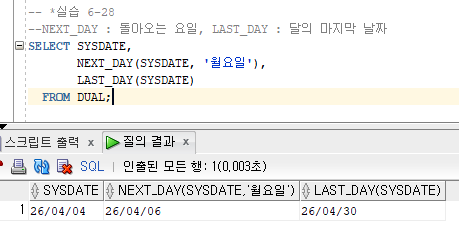 -- *실습 6-28
--NEXT_DAY : 돌아오는 요일, LAST_DAY : 달의 마지막 날짜
SELECT SYSDATE,
NEXT_DAY(SYSDATE, '월요일'),
LAST_DAY(SYSDATE)
FROM DUAL;
스크립트 출력 x 질의 결과 x
SQL | 인출된 모든 행: 1(0,003초)
SYSDATE NEXT_DAY(SYSDATE,'월요일') LAST_DAY(SYSDATE)
1 26/04/04 26/04/06 26/04/30